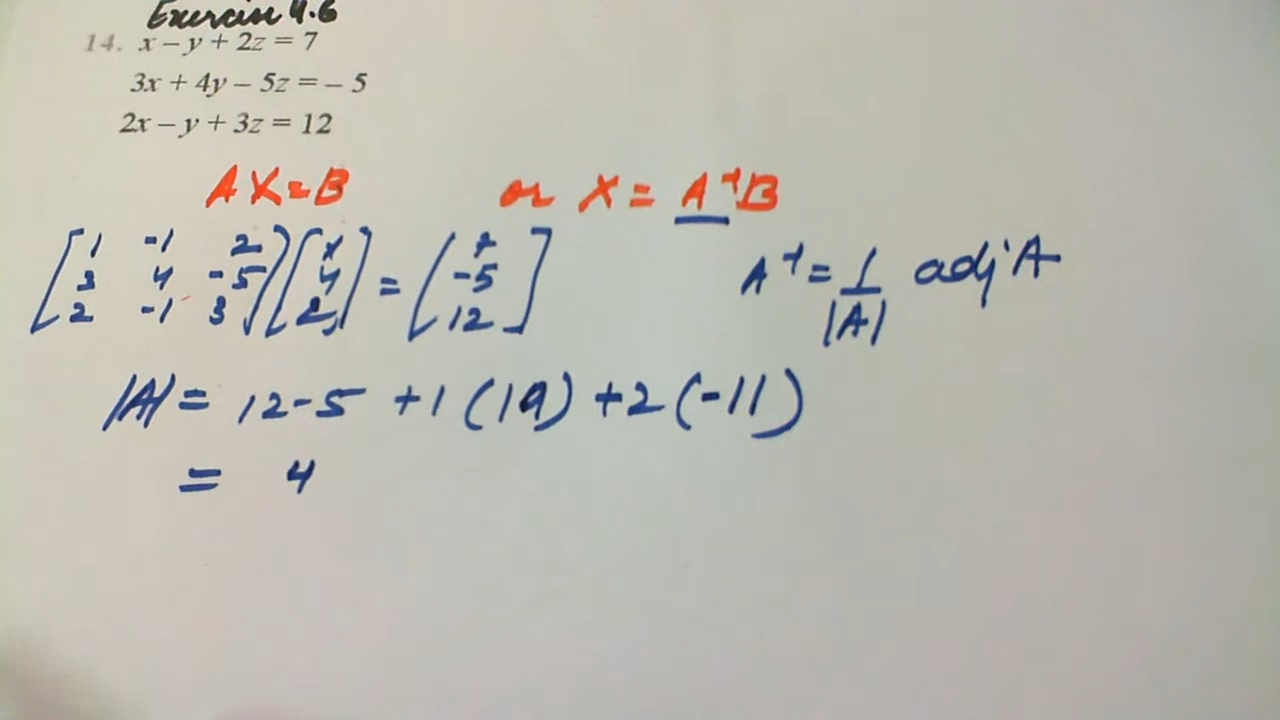 Exercise 4.6
14. x – y + 2z = 7
3x + 4y – 5z = – 5
2x – y + 3z = 12
AX=B or X = A⁻¹B
[1 -1 2] [x] = [7]
[3 4 -5] [y] [-5] A⁻¹ = 1/|A| adj A
[2 -1 3] [z] [12]
|A| = 12-5 +1(19) +2(-11)
= 4